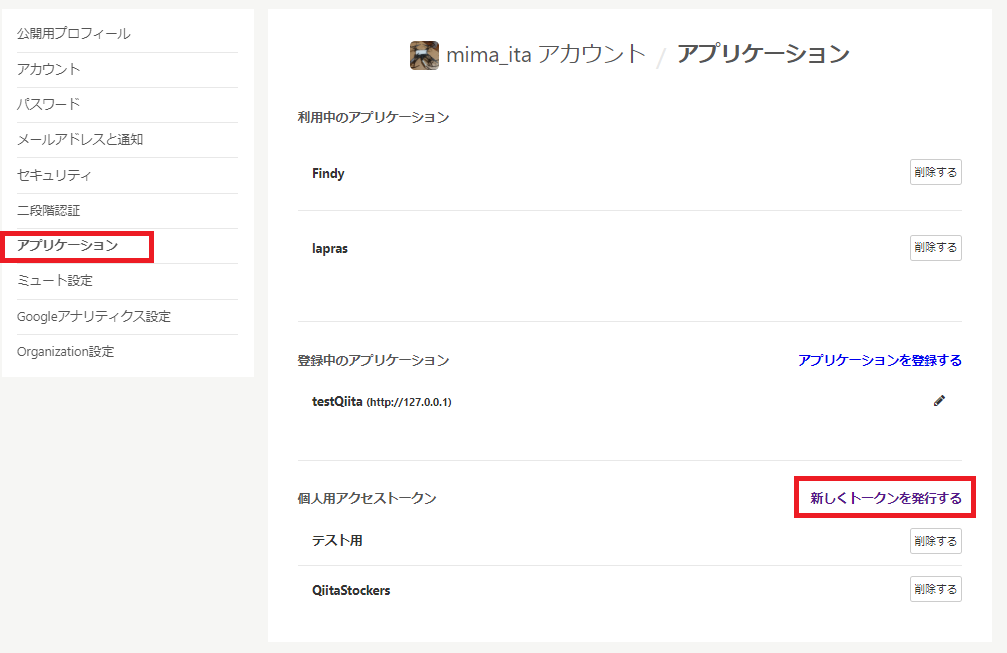 公開用プロフィール
アカウント
パスワード
メールアドレスと通知
セキュリティ
二段階認証
アプリケーション
ミュート設定
Googleアナリティクス設定
Organization設定
mima_ita アカウント / アプリケーション
利用中のアプリケーション
Findy 削除する
lapras 削除する
登録中のアプリケーション アプリケーションを登録する
testQiita (http://127.0.0.1)
個人用アクセストークン 新しくトークンを発行する
テスト用 削除する
QiitaStockers 削除する